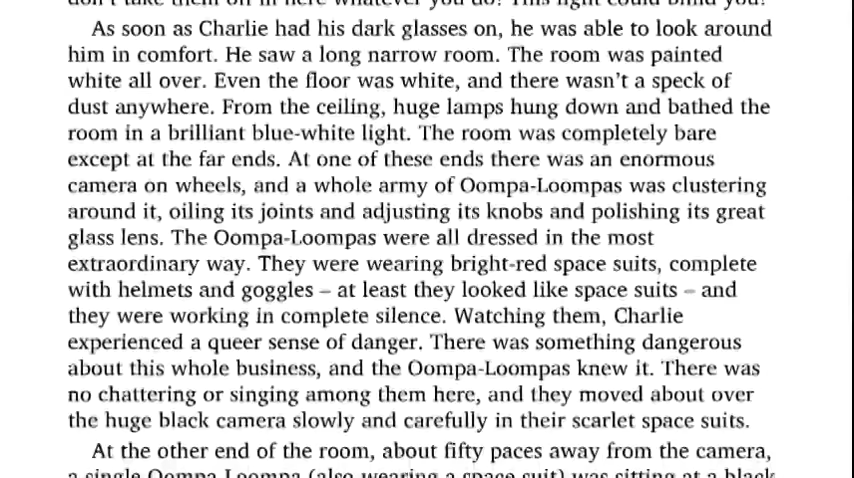 don't take them off in here whatever you do! This light could blind you!'
As soon as Charlie had his dark glasses on, he was able to look around
him in comfort. He saw a long narrow room. The room was painted
white all over. Even the floor was white, and there wasn't a speck of
dust anywhere. From the ceiling, huge lamps hung down and bathed the
room in a brilliant blue-white light. The room was completely bare
except at the far ends. At one of these ends there was an enormous
camera on wheels, and a whole army of Oompa-Loompas was clustering
around it, oiling its joints and adjusting its knobs and polishing its great
glass lens. The Oompa-Loompas were all dressed in the most
extraordinary way. They were wearing bright-red space suits, complete
with helmets and goggles – at least they looked like space suits – and
they were working in complete silence. Watching them, Charlie
experienced a queer sense of danger. There was something dangerous
about this whole business, and the Oompa-Loompas knew it. There was
no chattering or singing among them here, and they moved about over
the huge black camera slowly and carefully in their scarlet space suits.
At the other end of the room, about fifty paces away from the camera,
a single Oompa-Loompa (also wearing a space suit) was sitting at a black